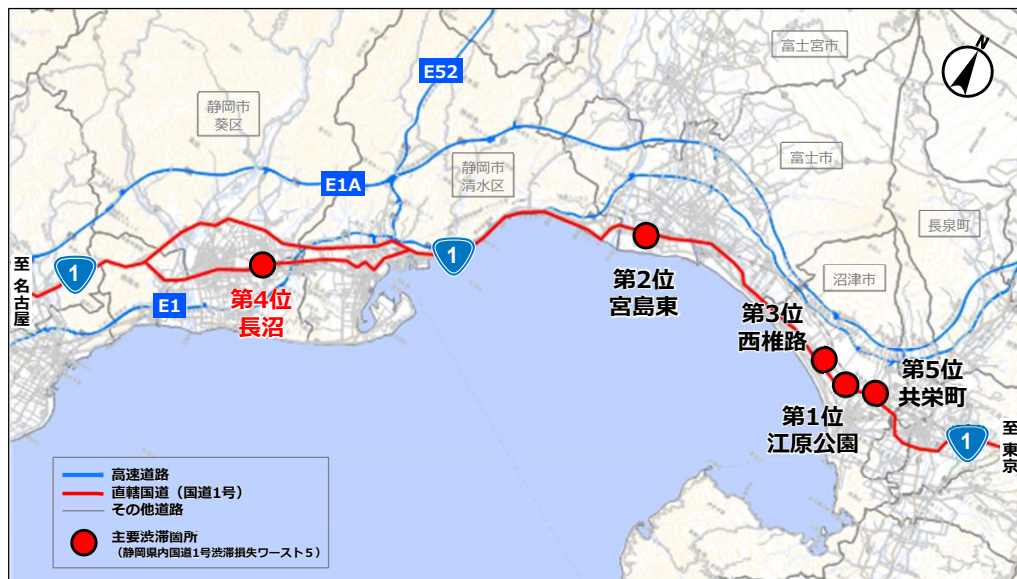 富士宮市
N
E52
静岡市
葵区
静岡市
清水区
富士市
E1A
長泉町
1
第2位
宮島東
沼津市
至 名古屋
1
E1
第4位
長沼
第3位
西椎路
第5位
共栄町
第1位
江原公園
1
至 東京
高速道路
直轄国道（国道1号）
その他道路
主要渋滞箇所
（静岡県内国道1号渋滞損失ワースト５）